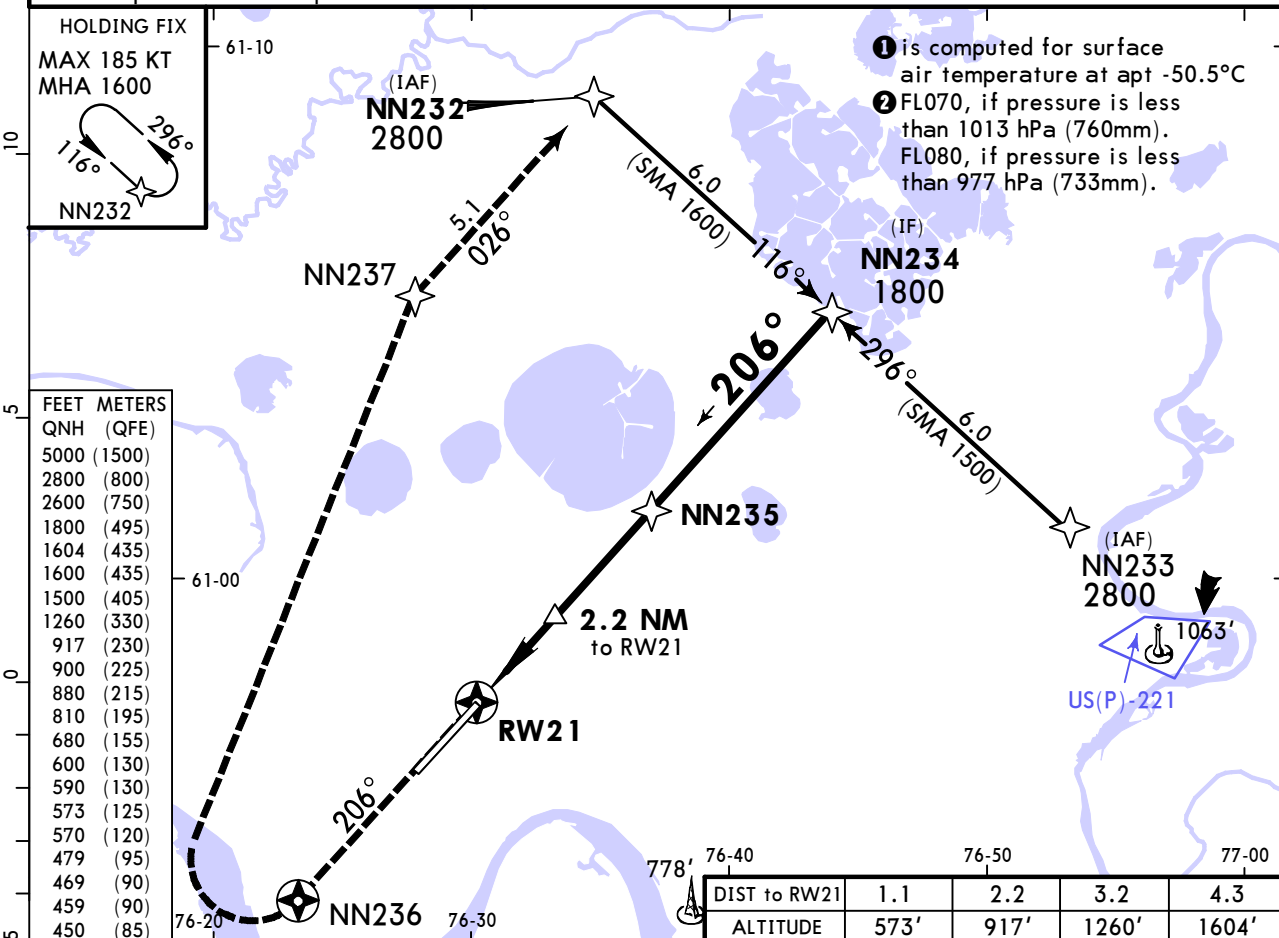 HOLDING FIX
MAX 185 KT
MHA 1600
296°
116°
NN232
61-10
(IAF)
NN232
2800
❶ is computed for surface
air temperature at apt -50.5°C
❷ FL070, if pressure is less
than 1013 hPa (760mm).
FL080, if pressure is less
than 977 hPa (733mm).
10
6.0
(SMA 1600)
116°
5.1
026°
NN237
(IF)
NN234
1800
206°
296°
6.0
(SMA 1500)
5
FEET METERS
QNH (QFE)
5000 (1500)
2800 (800)
2600 (750)
1800 (495)
1604 (435)
1600 (435)
1500 (405)
1260 (330)
917 (230)
900 (225)
880 (215)
810 (195)
680 (155)
600 (130)
590 (130)
573 (125)
570 (120)
479 (95)
469 (90)
459 (90)
450 (85)
NN235
61-00
(IAF)
NN233
2800
1063'
US(P)-221
2.2 NM
to RW21
0
RW21
206°
NN236
76-20
76-30
778'
76-40
76-50
77-00
5
DIST to RW21 1.1 2.2 3.2 4.3
ALTITUDE 573' 917' 1260' 1604'